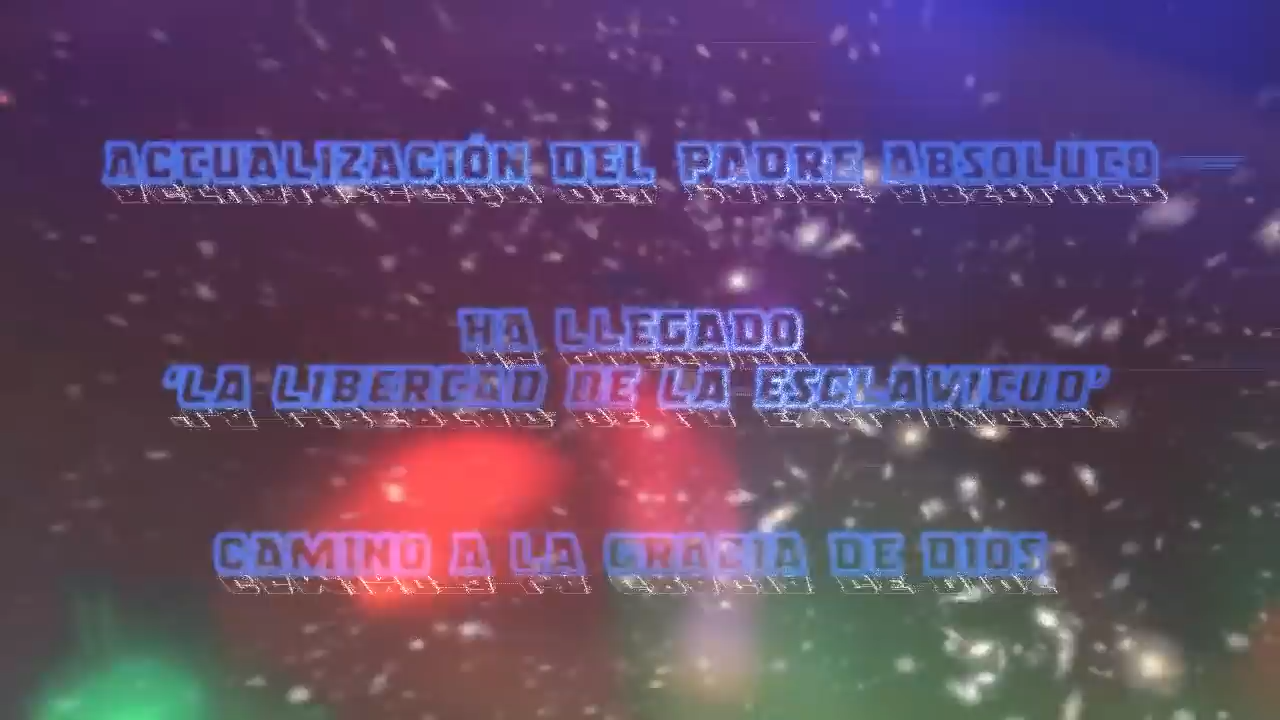 ACTUALIZACIÓN DEL PADRE ABSOLUTO
HA LLEGADO
‘LA LIBERTAD DE LA ESCLAVITUD’
CAMINO A LA GRACIA DE DIOS